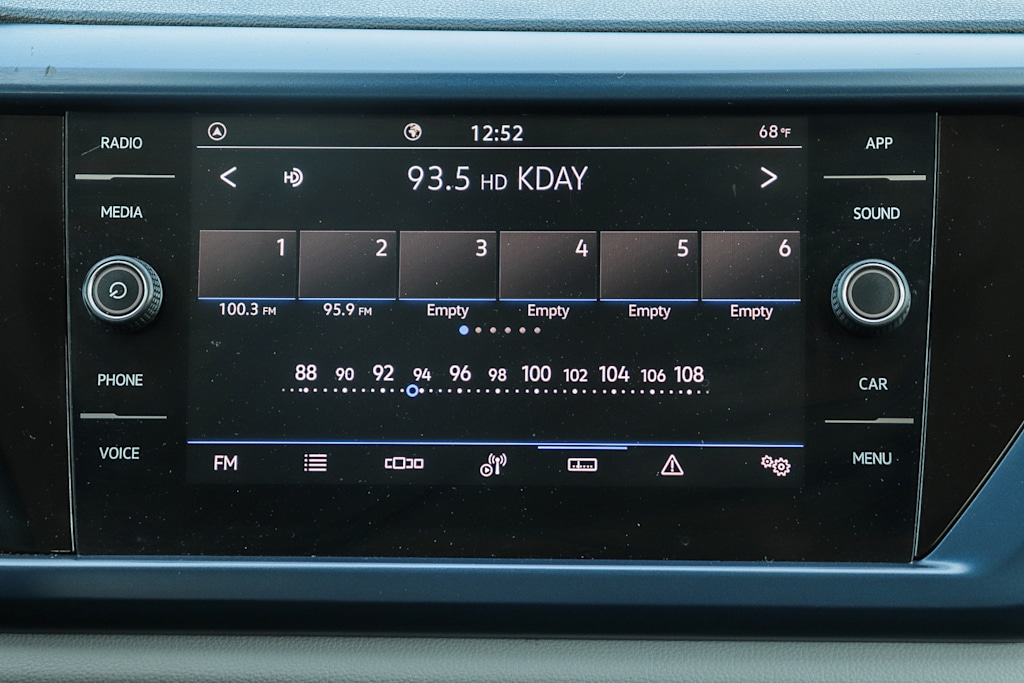 RADIO
MEDIA
PHONE
VOICE
12:52
68°F
< HD 93.5 HD KDAY >
1 2 3 4 5 6
100.3 FM 95.9 FM Empty Empty Empty Empty
88 90 92 94 96 98 100 102 104 106 108
FM
APP
SOUND
CAR
MENU